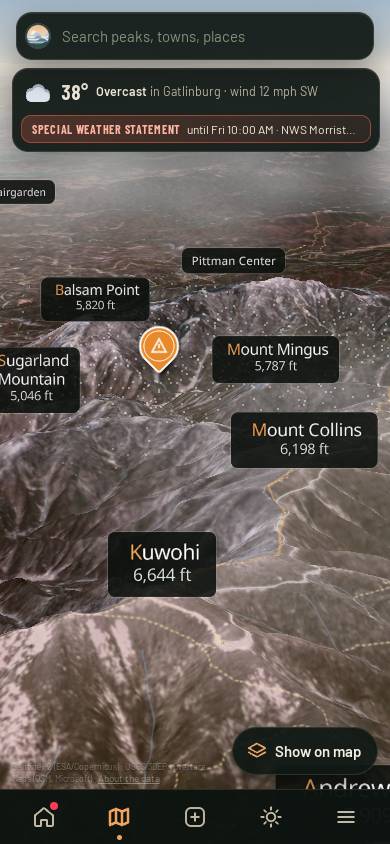 Search peaks, towns, places
38° Overcast in Gatlinburg · wind 12 mph SW
SPECIAL WEATHER STATEMENT until Fri 10:00 AM · NWS Morrist...
airgarden
Pittman Center
Balsam Point
5,820 ft
Mount Mingus
5,787 ft
Sugarland
Mountain
5,046 ft
Mount Collins
6,198 ft
Kuwohi
6,644 ft
Show on map
Microsoft) About the data
Andrew